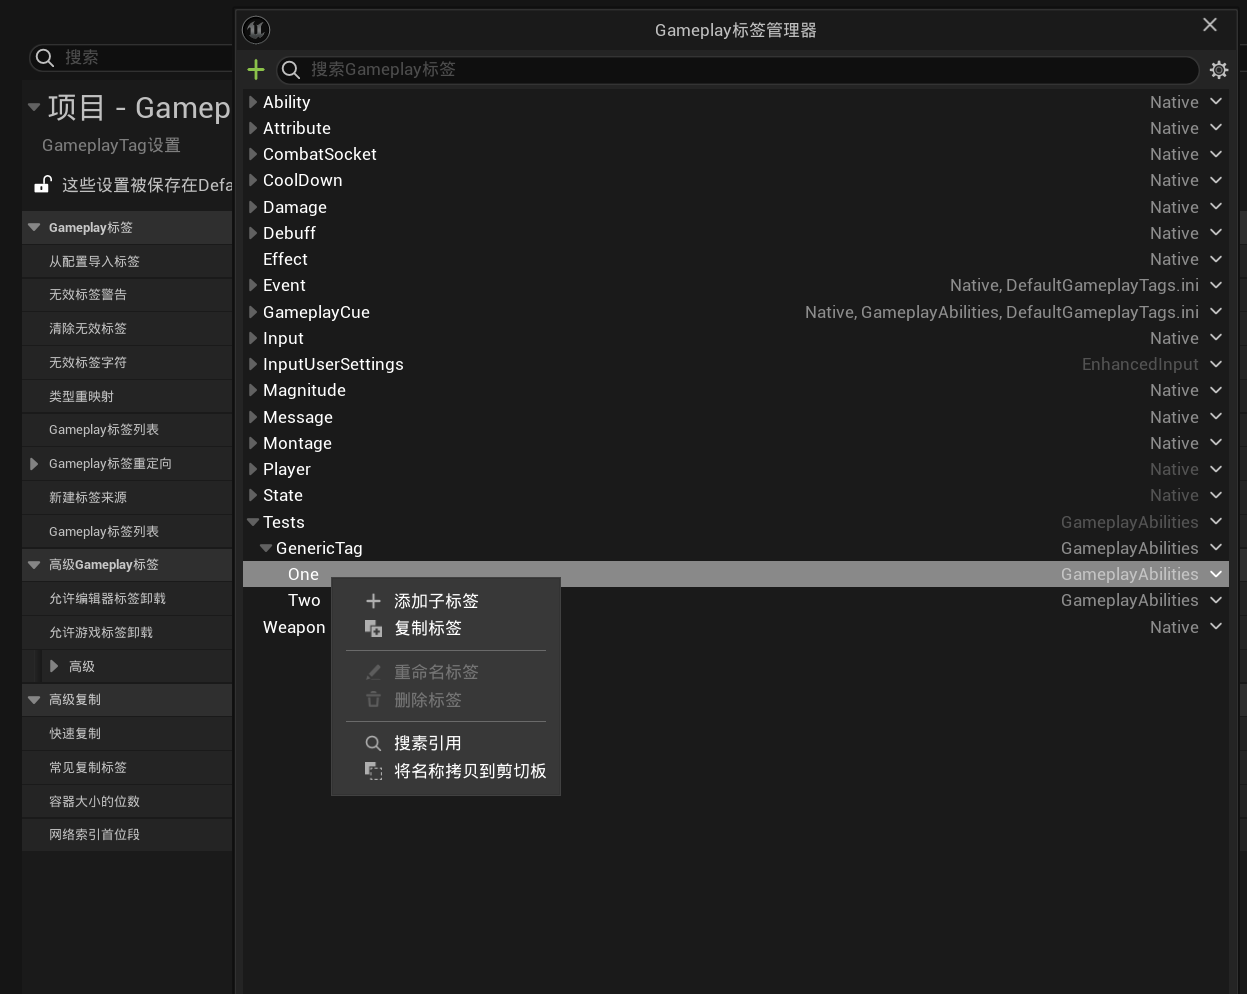 搜索
项目 - Gamep
GameplayTag设置
这些设置被保存在Defa
Gameplay标签
从配置导入标签
无效标签警告
清除无效标签
无效标签字符
类型重映射
Gameplay标签列表
Gameplay标签重定向
新建标签来源
Gameplay标签列表
高级Gameplay标签
允许编辑器标签卸载
允许游戏标签卸载
高级
高级复制
快速复制
常见复制标签
容器大小的位数
网络索引首位段
Gameplay标签管理器
搜索Gameplay标签
Ability Native
Attribute Native
CombatSocket Native
CoolDown Native
Damage Native
Debuff Native
Effect Native
Event Native, DefaultGameplayTags.ini
GameplayCue Native, GameplayAbilities, DefaultGameplayTags.ini
Input Native
InputUserSettings EnhancedInput
Magnitude Native
Message Native
Montage Native
Player Native
State Native
Tests GameplayAbilities
GenericTag GameplayAbilities
One GameplayAbilities
Two GameplayAbilities
Weapon Native
添加子标签
复制标签
重命名标签
删除标签
搜素引用
将名称拷贝到剪切板